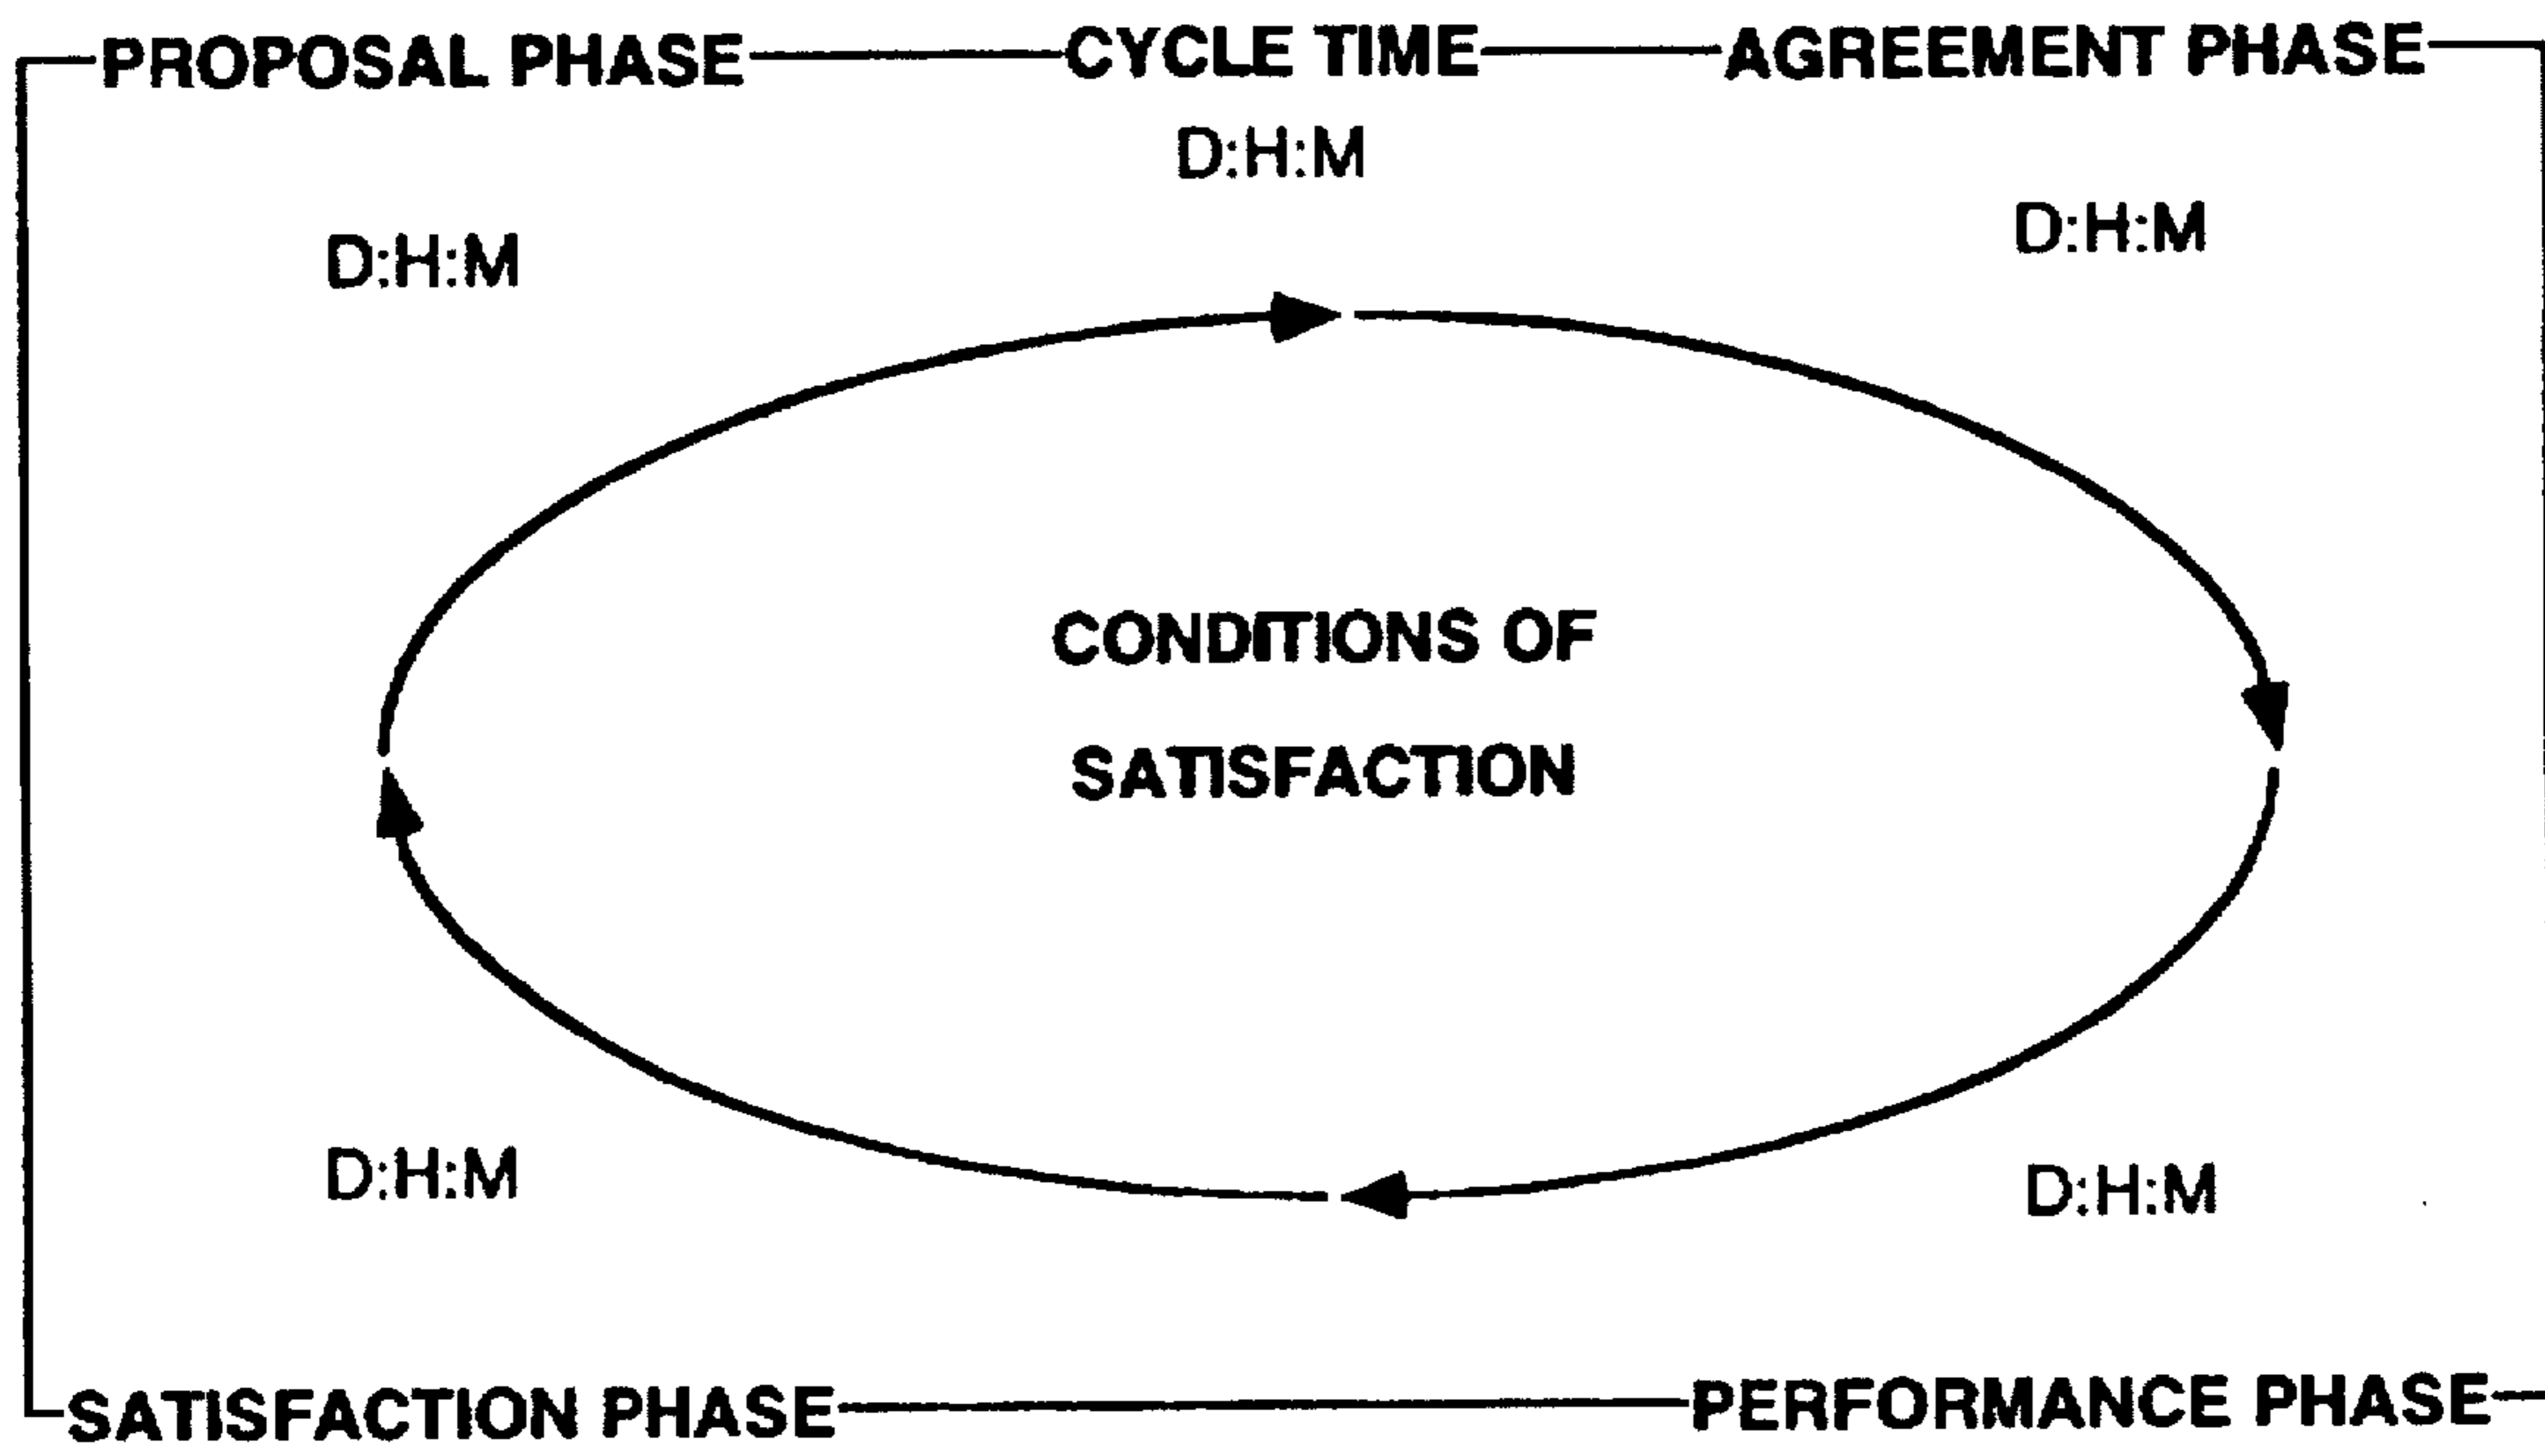 PROPOSAL PHASE CYCLE TIME AGREEMENT PHASE
D:H:M
D:H:M
D:H:M
CONDITIONS OF
SATISFACTION
D:H:M
D:H:M
SATISFACTION PHASE PERFORMANCE PHASE